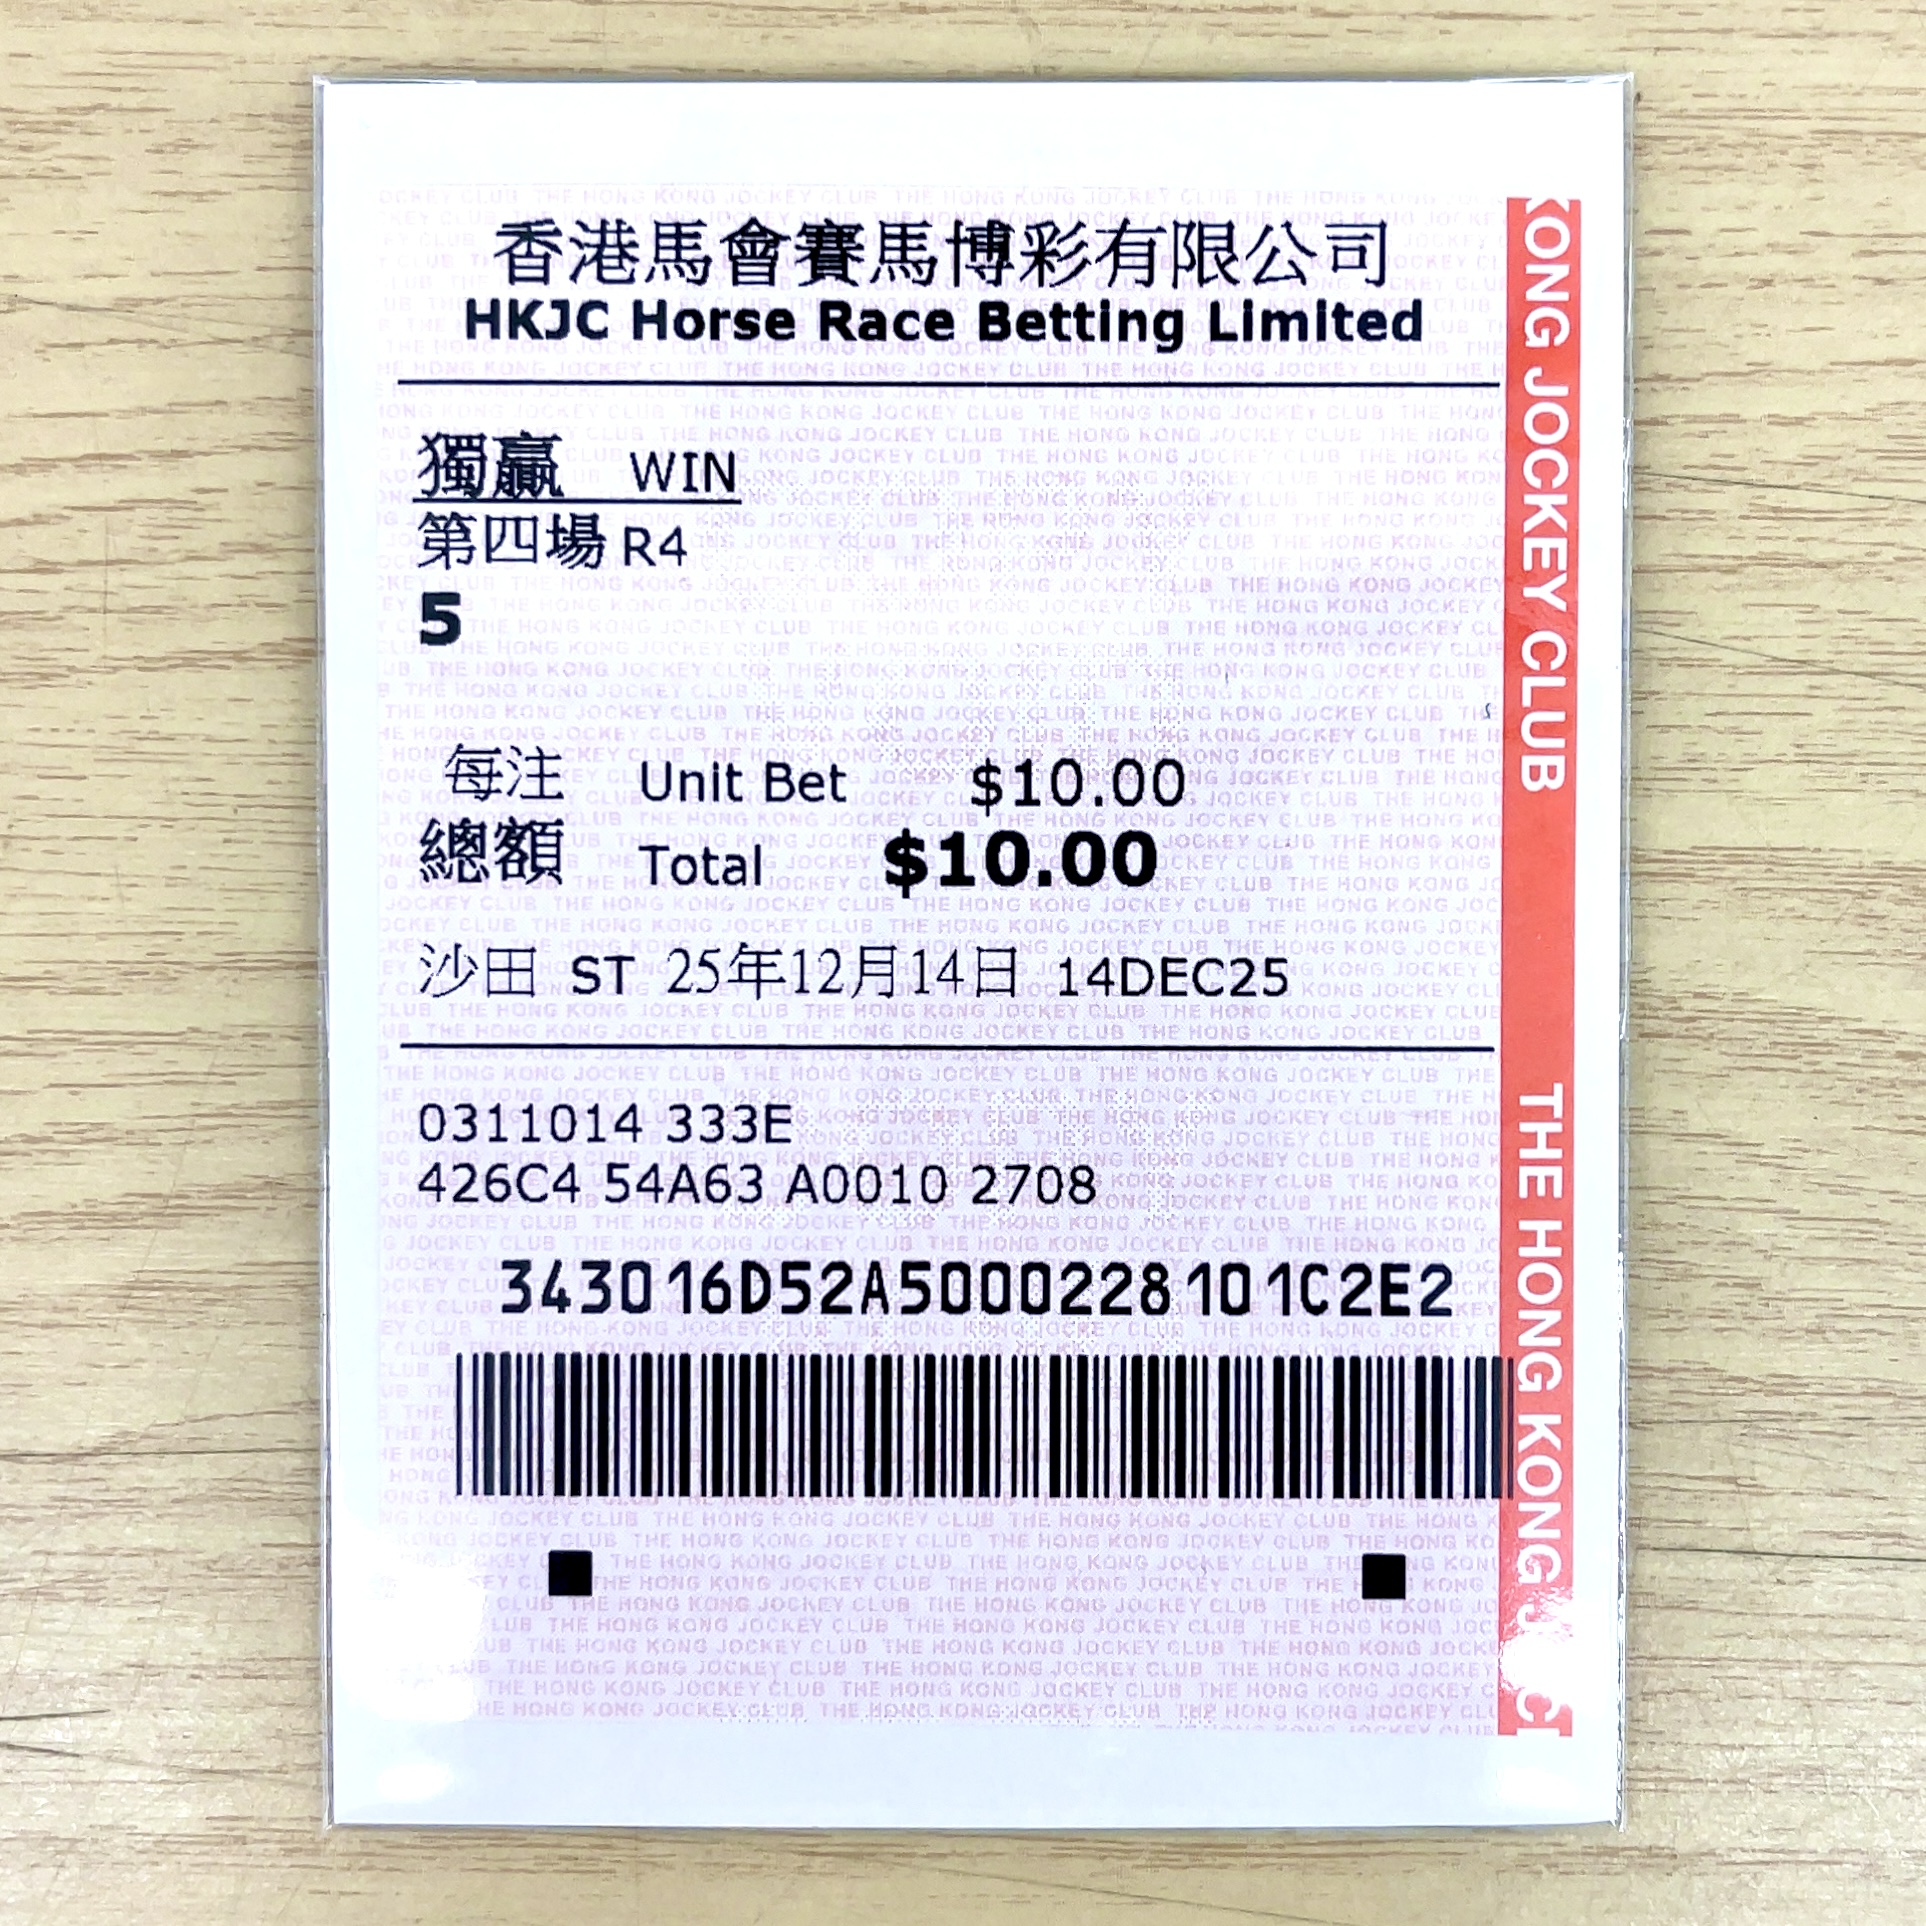 香港馬會賽馬博彩有限公司
HKJC Horse Race Betting Limited
獨贏 WIN
第四場 R4
5
每注 Unit Bet $10.00
總額 Total $10.00
沙田 ST 25年12月14日 14DEC25
0311014 333E
426C4 54A63 A0010 2708
343016D52A5000228101C2E2
KONG JOCKEY CLUB THE HONG KONG J C